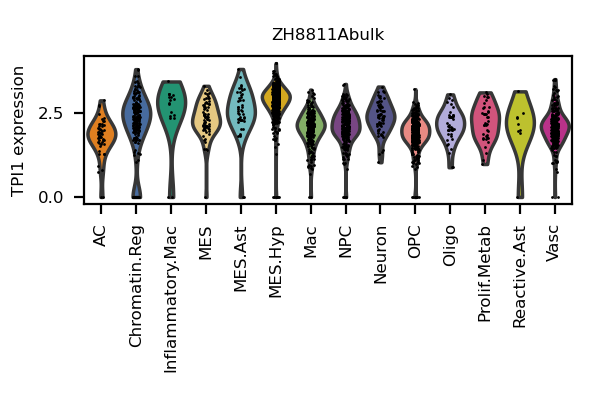 ZH8811Abulk
TPI1 expression
2.5
0.0
AC
Chromatin.Reg
Inflammatory.Mac
MES
MES.Ast
MES.Hyp
Mac
NPC
Neuron
OPC
Oligo
Prolif.Metab
Reactive.Ast
Vasc